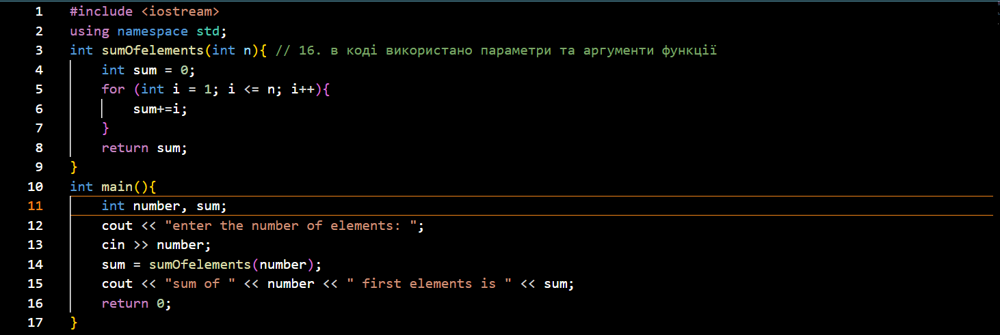 1 #include <iostream>
2 using namespace std;
3 int sumOfelements(int n){ // 16. в коді використано параметри та аргументи функції
4 int sum = 0;
5 for (int i = 1; i <= n; i++){
6 sum+=i;
7 }
8 return sum;
9 }
10 int main(){
11 int number, sum;
12 cout << "enter the number of elements: ";
13 cin >> number;
14 sum = sumOfelements(number);
15 cout << "sum of " << number << " first elements is " << sum;
16 return 0;
17 }